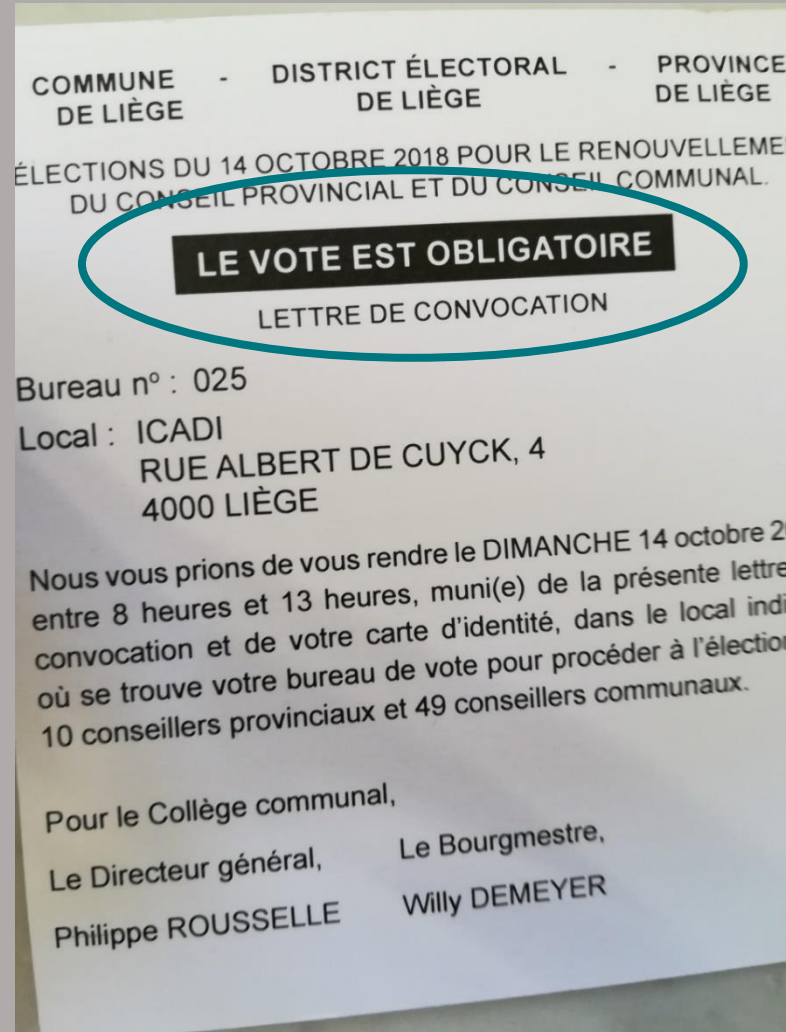 COMMUNE - DISTRICT ÉLECTORAL - PROVINCE
DE LIÈGE DE LIÈGE DE LIÈGE
ÉLECTIONS DU 14 OCTOBRE 2018 POUR LE RENOUVELLEME
DU CONSEIL PROVINCIAL ET DU CONSEIL COMMUNAL.
LE VOTE EST OBLIGATOIRE
LETTRE DE CONVOCATION
Bureau nº : 025
Local : ICADI
RUE ALBERT DE CUYCK, 4
4000 LIÈGE
Nous vous prions de vous rendre le DIMANCHE 14 octobre 2
entre 8 heures et 13 heures, muni(e) de la présente lettre
convocation et de votre carte d'identité, dans le local indi
où se trouve votre bureau de vote pour procéder à l'élection
10 conseillers provinciaux et 49 conseillers communaux.
Pour le Collège communal,
Le Directeur général, Le Bourgmestre,
Philippe ROUSSELLE Willy DEMEYER